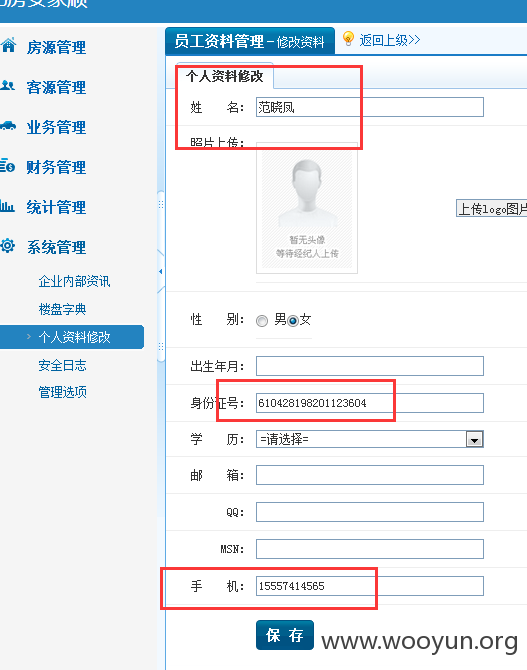 房安家顺
房源管理
客源管理
业务管理
财务管理
统计管理
系统管理
企业内部资讯
楼盘字典
个人资料修改
安全日志
管理选项
员工资料管理－修改资料
返回上级>>
个人资料修改
姓 名: 范晓凤
照片上传:
暂无头像
等待经纪人上传
上传logo图片
性 别: 男 女
出生年月:
身份证号: 610428198201123604
学 历: =请选择=
邮 箱:
QQ:
MSN:
手 机: 15557414565
保 存
www.wooyun.org